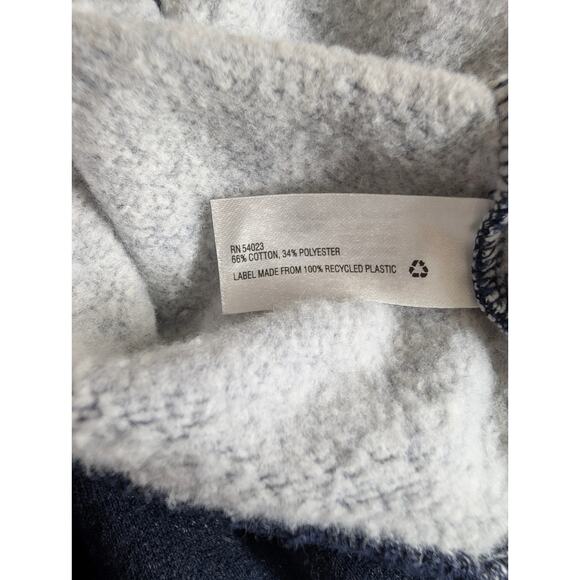 RN 54023
66% COTTON, 34% POLYESTER
LABEL MADE FROM 100% RECYCLED PLASTIC